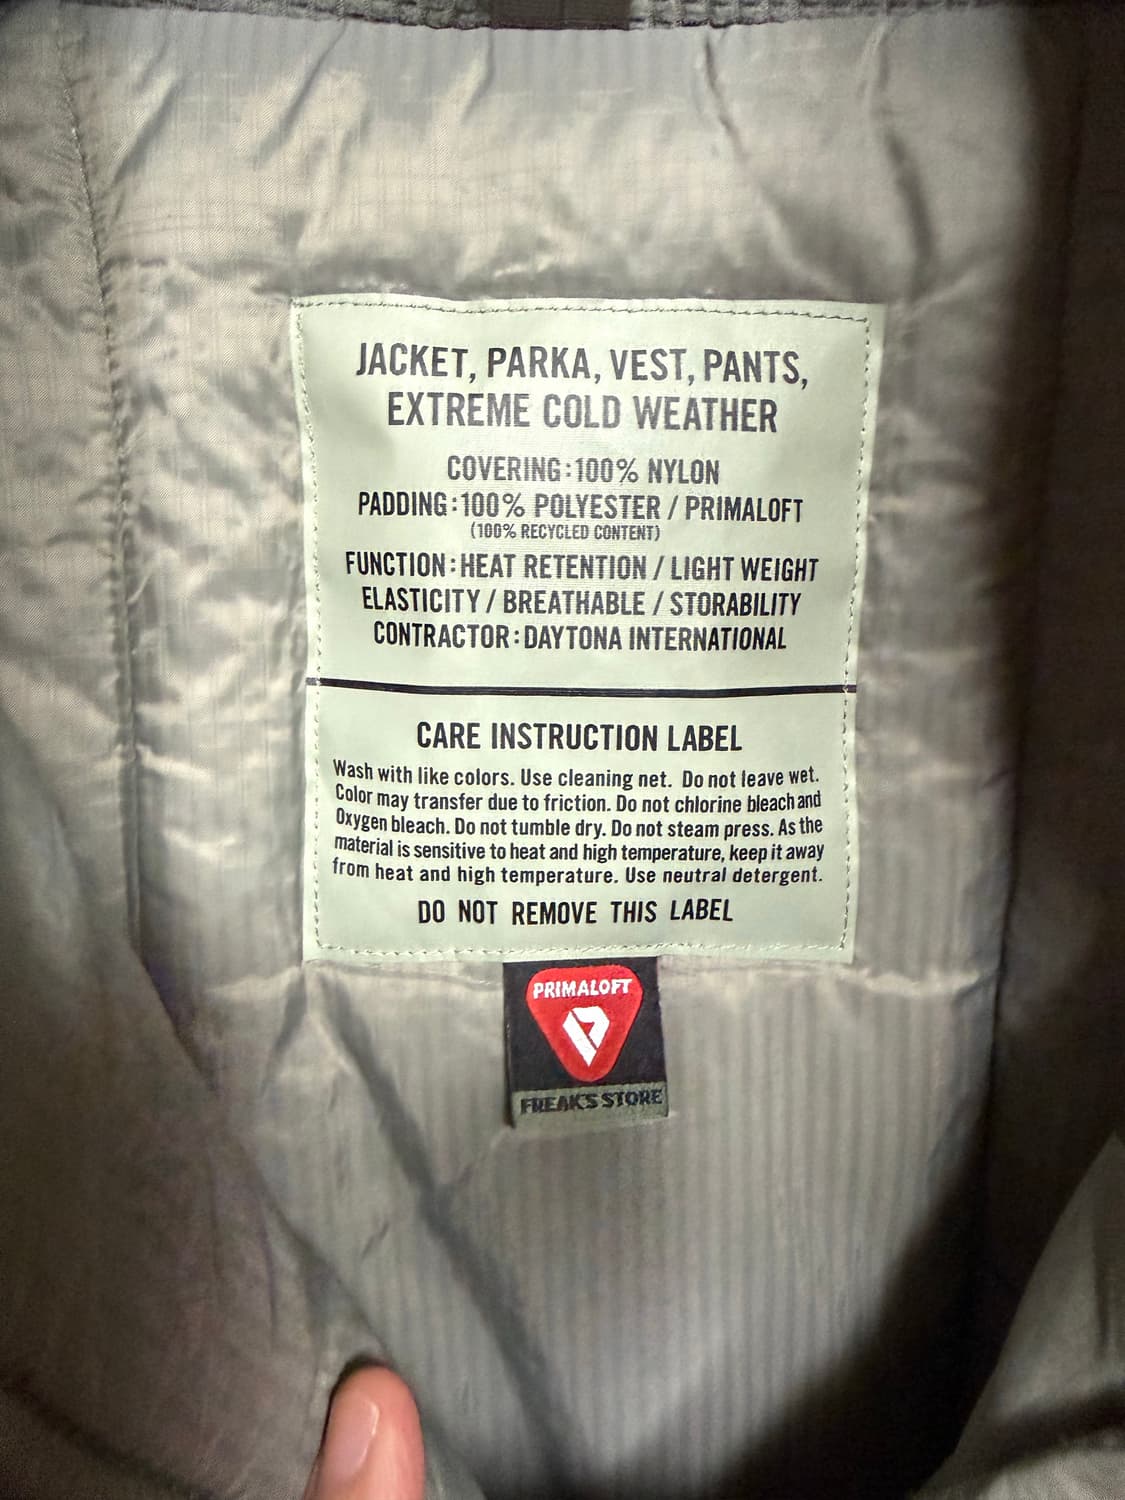 JACKET, PARKA, VEST, PANTS,
EXTREME COLD WEATHER
COVERING:100% NYLON
PADDING:100% POLYESTER / PRIMALOFT
(100% RECYCLED CONTENT)
FUNCTION:HEAT RETENTION / LIGHT WEIGHT
ELASTICITY / BREATHABLE / STORABILITY
CONTRACTOR:DAYTONA INTERNATIONAL
CARE INSTRUCTION LABEL
Wash with like colors. Use cleaning net. Do not leave wet.
Color may transfer due to friction. Do not chlorine bleach and
Oxygen bleach. Do not tumble dry. Do not steam press. As the
material is sensitive to heat and high temperature, keep it away
from heat and high temperature. Use neutral detergent.
DO NOT REMOVE THIS LABEL
PRIMALOFT
FREAK'S STORE